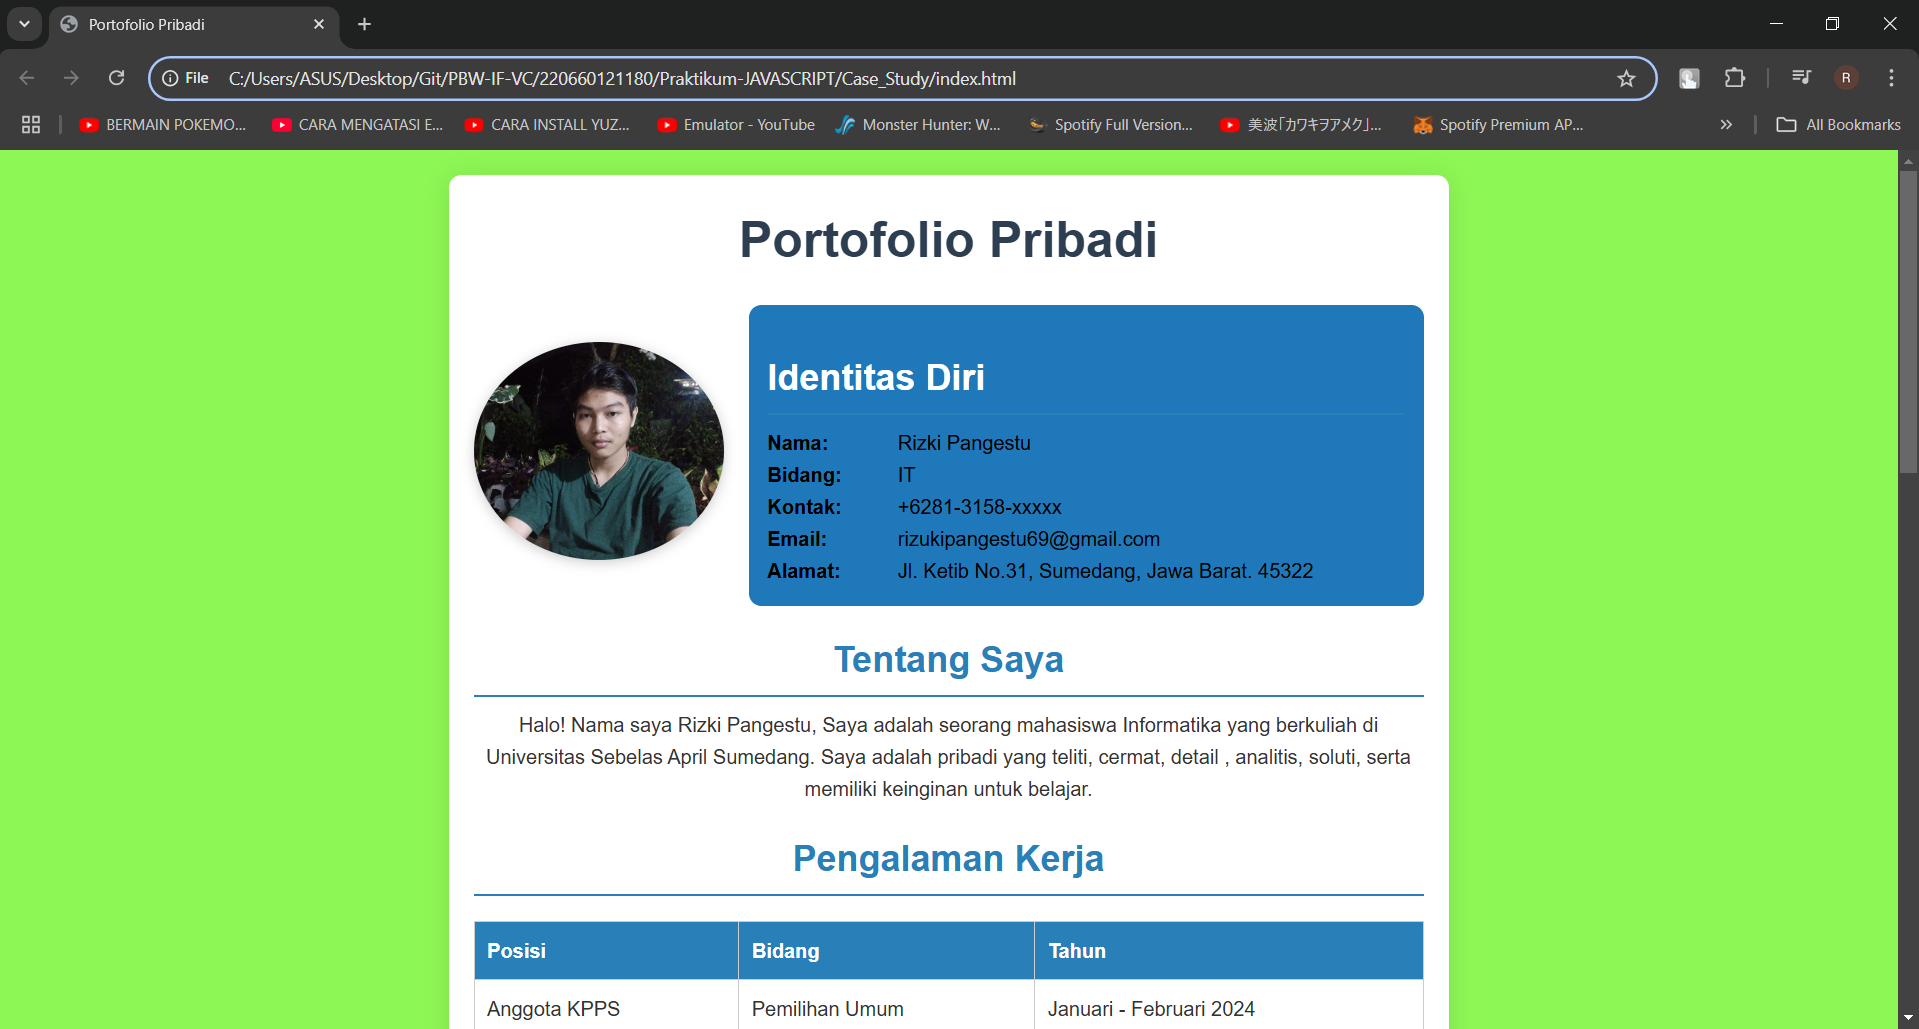 Portofolio Pribadi
File C:/Users/ASUS/Desktop/Git/PBW-IF-VC/220660121180/Praktikum-JAVASCRIPT/Case_Study/index.html R
BERMAIN POKEMO... CARA MENGATASI E... CARA INSTALL YUZ... Emulator - YouTube Monster Hunter: W... Spotify Full Version... 美波「カワキヲアメク」... Spotify Premium AP... » All Bookmarks
Portofolio Pribadi
Identitas Diri
Nama: Rizki Pangestu
Bidang: IT
Kontak: +6281-3158-xxxxx
Email: rizukipangestu69@gmail.com
Alamat: Jl. Ketib No.31, Sumedang, Jawa Barat. 45322
Tentang Saya
Halo! Nama saya Rizki Pangestu, Saya adalah seorang mahasiswa Informatika yang berkuliah di
Universitas Sebelas April Sumedang. Saya adalah pribadi yang teliti, cermat, detail , analitis, soluti, serta
memiliki keinginan untuk belajar.
Pengalaman Kerja
Posisi Bidang Tahun
Anggota KPPS Pemilihan Umum Januari - Februari 2024